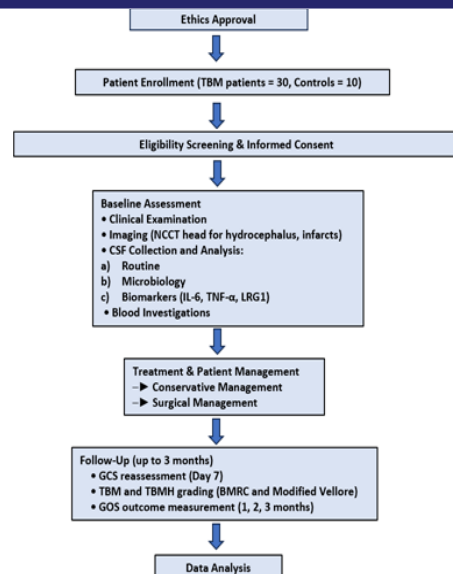 Ethics Approval
Patient Enrollment (TBM patients = 30, Controls = 10)
Eligibility Screening & Informed Consent
Baseline Assessment
• Clinical Examination
• Imaging (NCCT head for hydrocephalus, infarcts)
• CSF Collection and Analysis:
a) Routine
b) Microbiology
c) Biomarkers (IL-6, TNF-α, LRG1)
• Blood Investigations
Treatment & Patient Management
–► Conservative Management
–► Surgical Management
Follow-Up (up to 3 months)
• GCS reassessment (Day 7)
• TBM and TBMH grading (BMRC and Modified Vellore)
• GOS outcome measurement (1, 2, 3 months)
Data Analysis